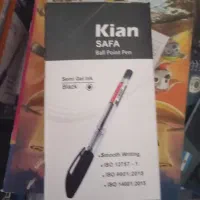 Kian
SAFA
Ball Point Pen
Semi Gel Ink
Black
Smooth Writing
ISO 12757 - 1
ISO 9001:2015
ISO 14001:2015